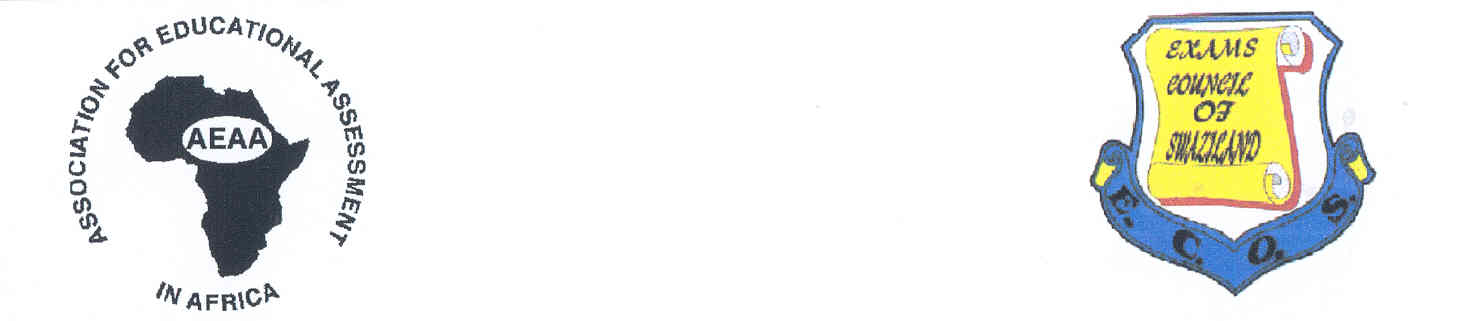 ASSOCIATION FOR EDUCATIONAL ASSESSMENT
IN AFRICA
AEAA
EXAMS
COUNCIL
OF
SWAZILAND
E. C. O. S.